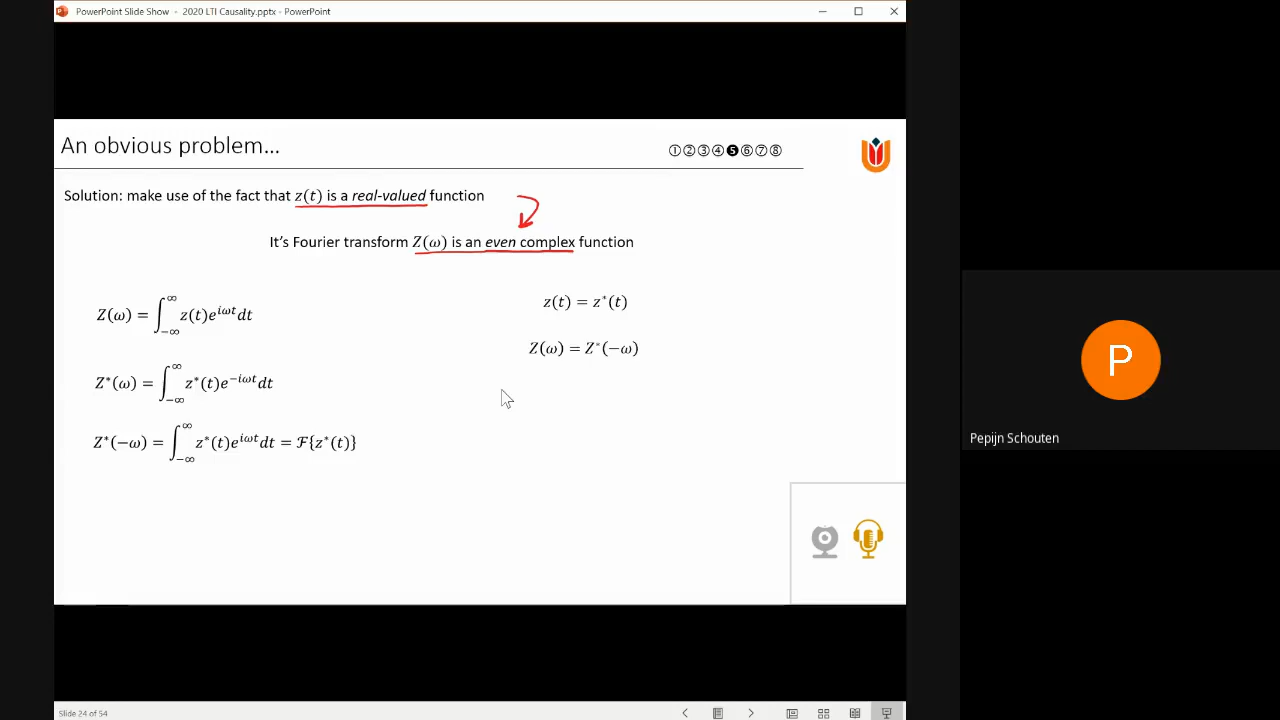 PowerPoint Slide Show - 2020 LTI Causality.pptx - PowerPoint
An obvious problem...
①②③④❺⑥⑦⑧
Solution: make use of the fact that z(t) is a real-valued function
It's Fourier transform Z(ω) is an even complex function
Z(ω) = ∫_{−∞}^{∞} z(t)e^{iωt}dt
z(t) = z*(t)
Z(ω) = Z*(−ω)
Z*(ω) = ∫_{−∞}^{∞} z*(t)e^{−iωt}dt
Z*(−ω) = ∫_{−∞}^{∞} z*(t)e^{iωt}dt = ℱ{z*(t)}
P
Pepijn Schouten
Slide 24 of 54